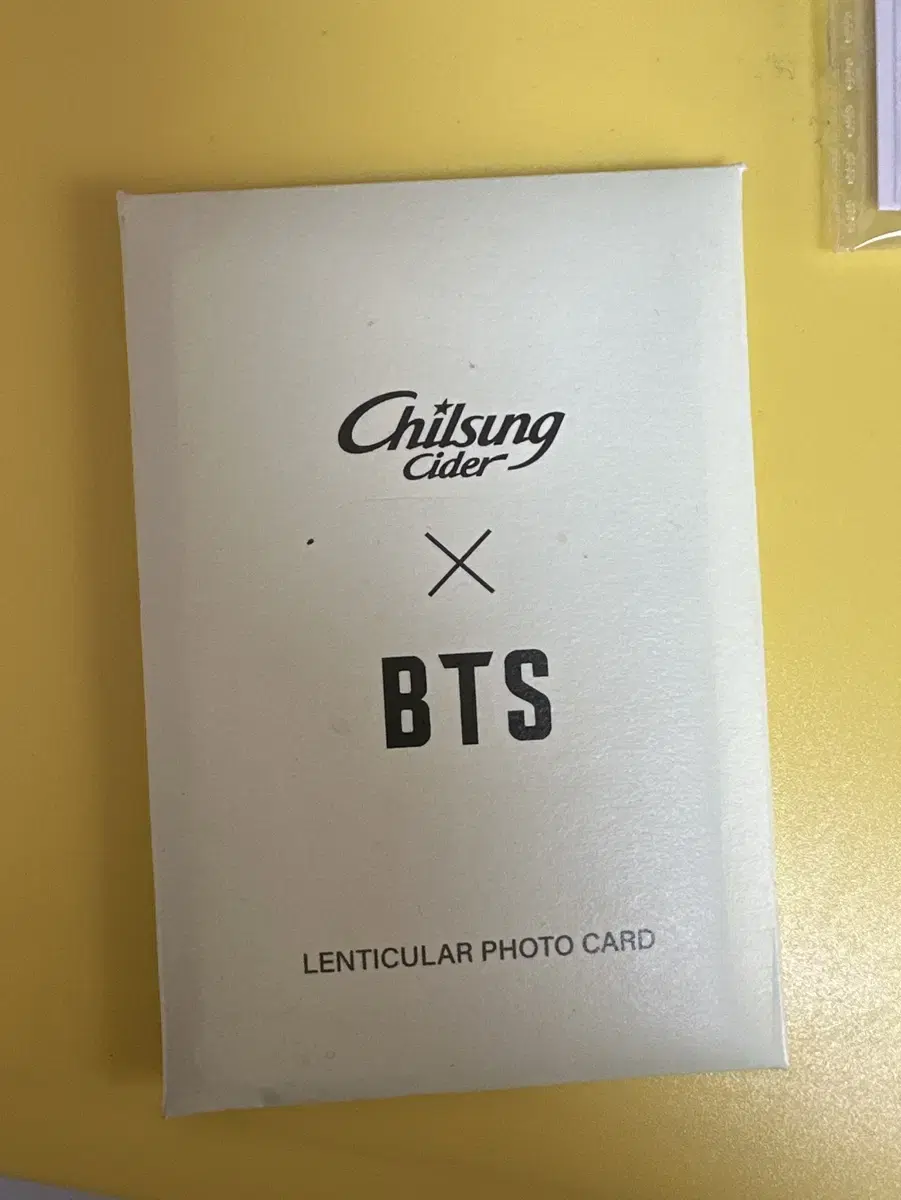 Chilsung
Cider
X
BTS
LENTICULAR PHOTO CARD